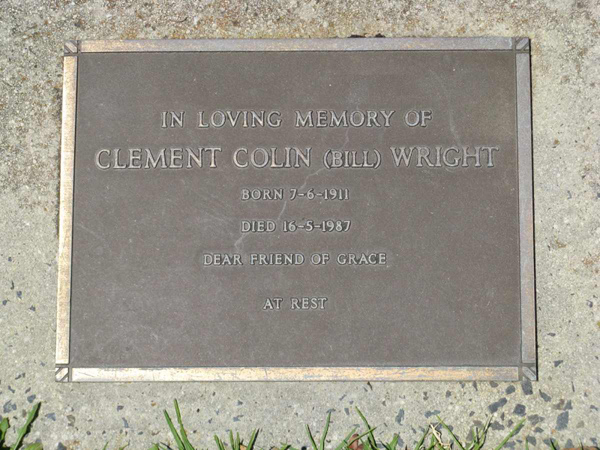 IN LOVING MEMORY OF
CLEMENT COLIN (BILL) WRIGHT
BORN 7-6-1911
DIED 16-5-1987
DEAR FRIEND OF GRACE
AT REST